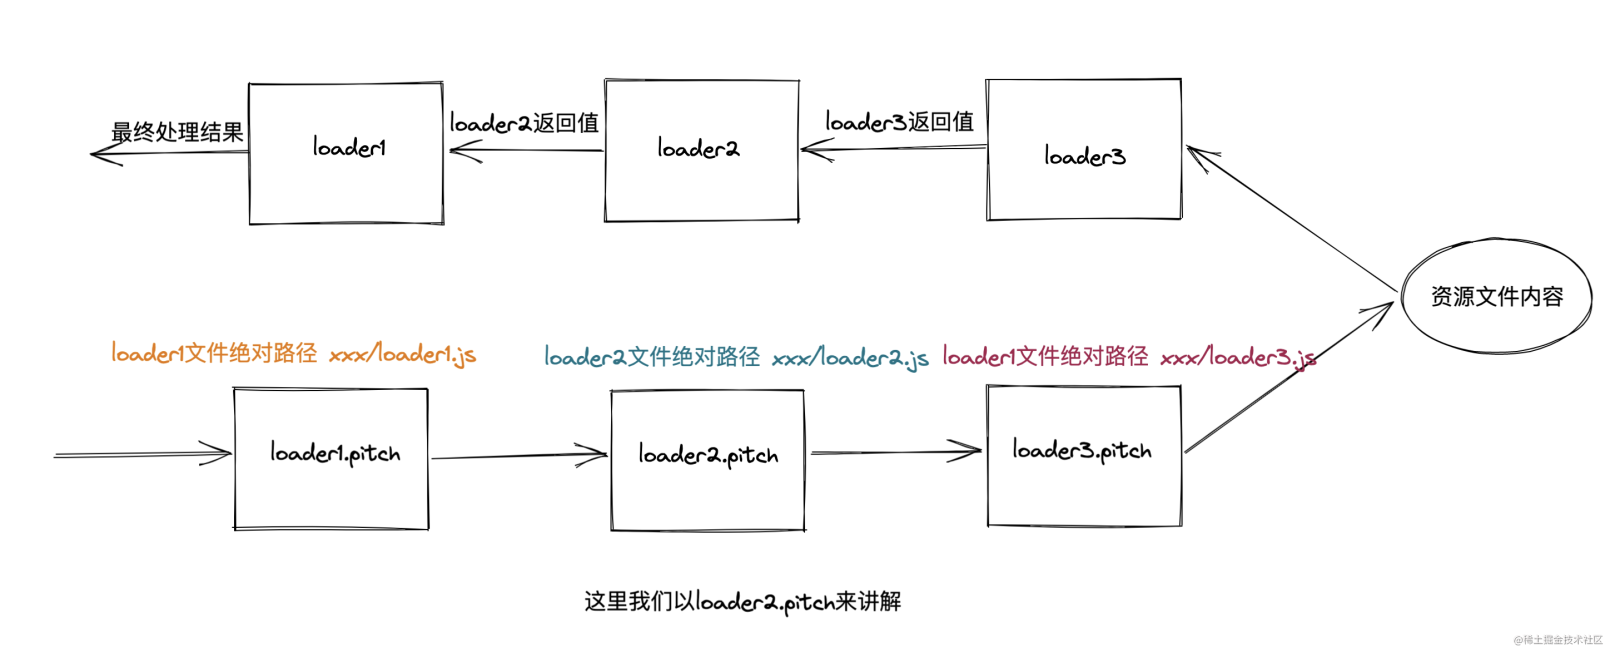 最终处理结果
loader1
loader2返回值
loader2
loader3返回值
loader3
资源文件内容
loader1文件绝对路径 xxx/loader1.js
loader2文件绝对路径 xxx/loader2.js
loader1文件绝对路径 xxx/loader3.js
loader1.pitch
loader2.pitch
loader3.pitch
这里我们以loader2.pitch来讲解
@稀土掘金技术社区